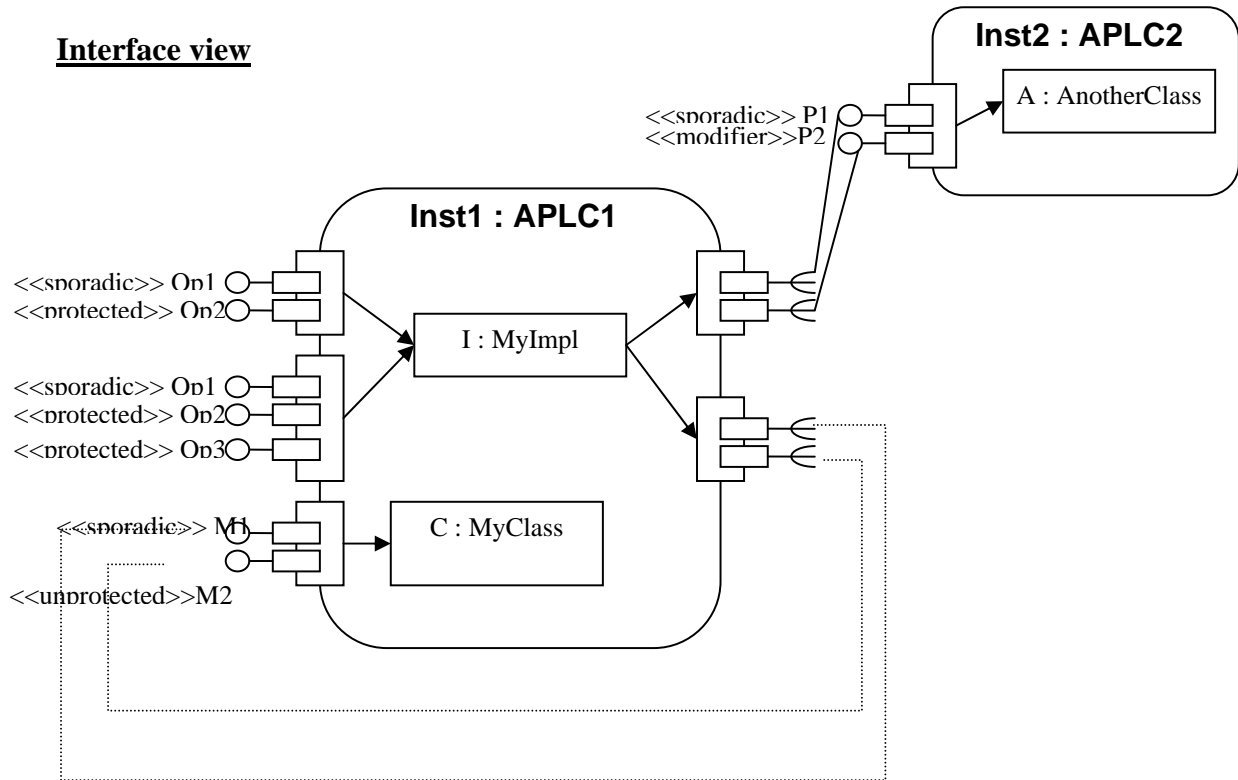 Interface view
Inst2 : APLC2
A : AnotherClass
<<sporadic>> P1
<<modifier>>P2
Inst1 : APLC1
<<sporadic>> Op1
<<protected>> Op2
I : MyImpl
<<sporadic>> Op1
<<protected>> Op2
<<protected>> Op3
<<sporadic>> M1
C : MyClass
<<unprotected>>M2